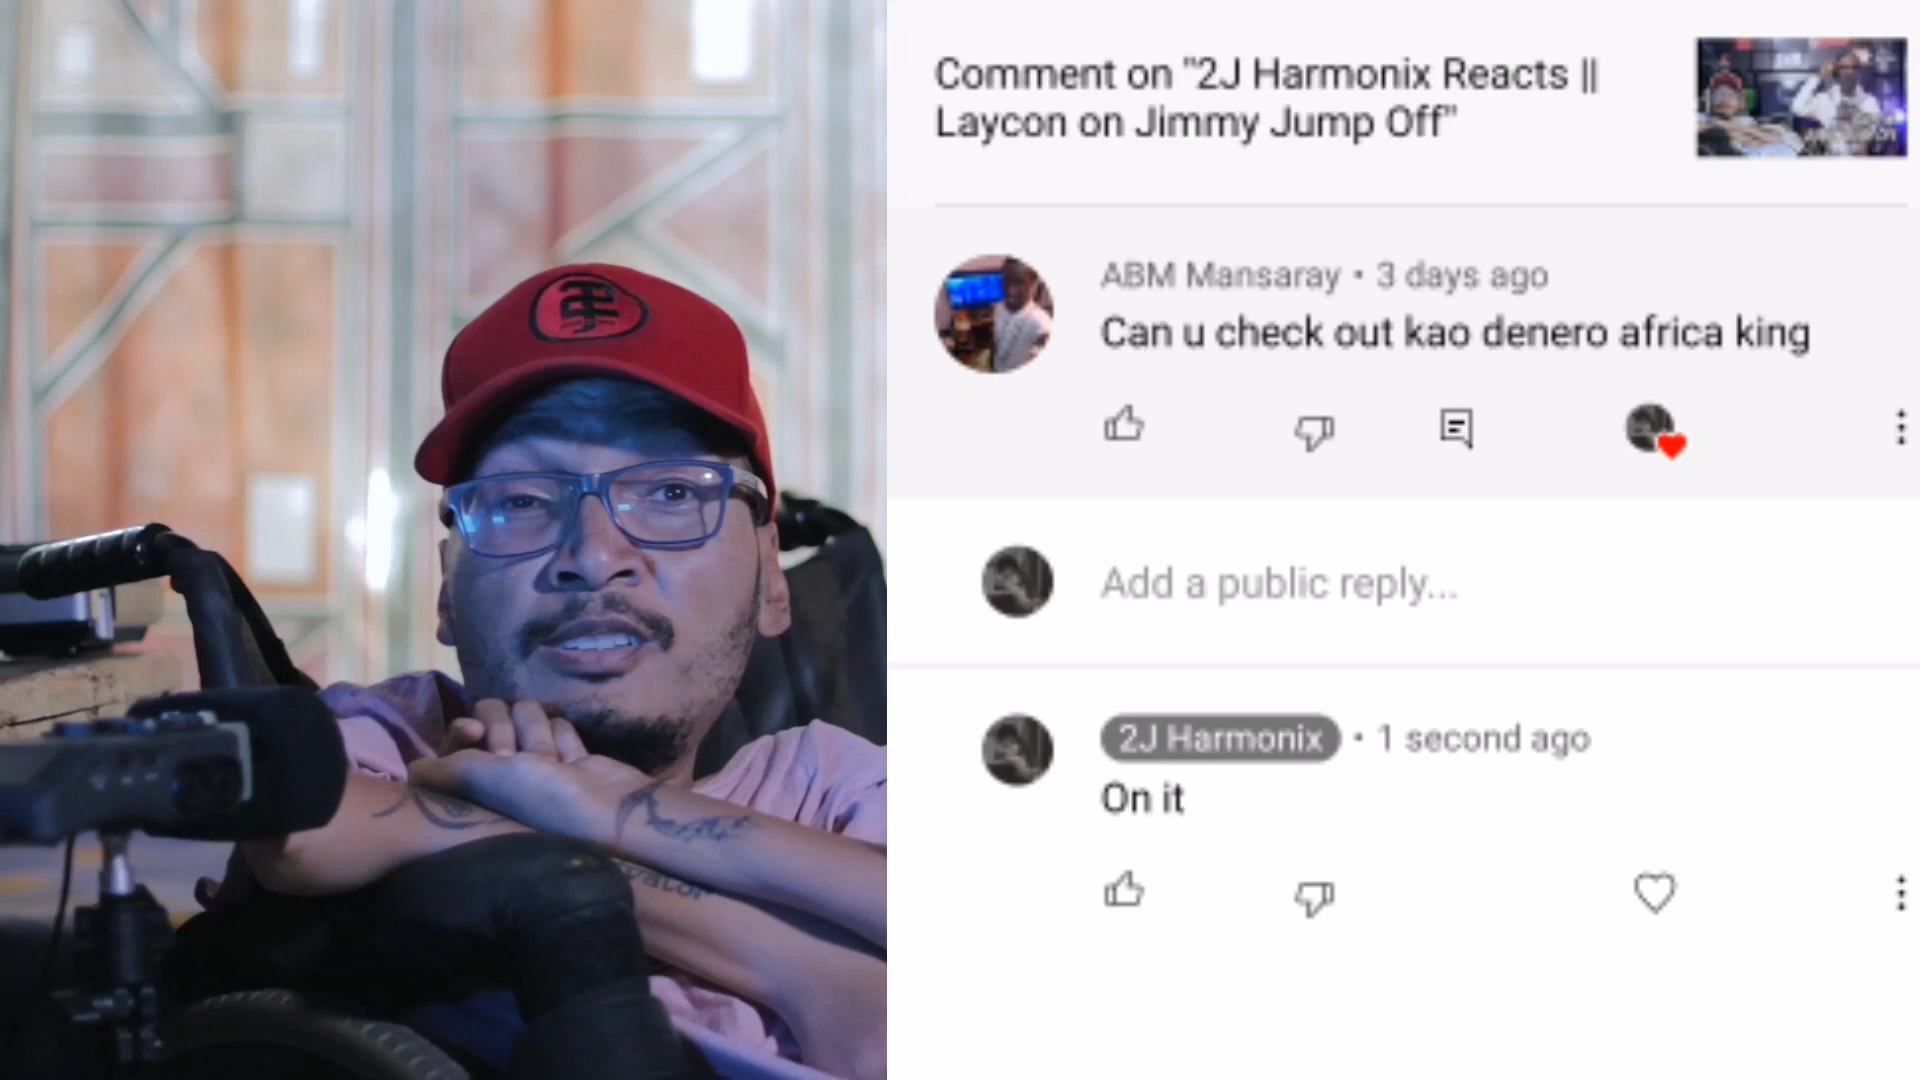 Comment on "2J Harmonix Reacts ||
Laycon on Jimmy Jump Off"
ABM Mansaray • 3 days ago
Can u check out kao denero africa king
Add a public reply...
2J Harmonix • 1 second ago
On it